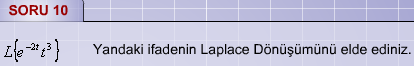 SORU 10
L{e^{-2t} t^3} Yandaki ifadenin Laplace Dönüşümünü elde ediniz.